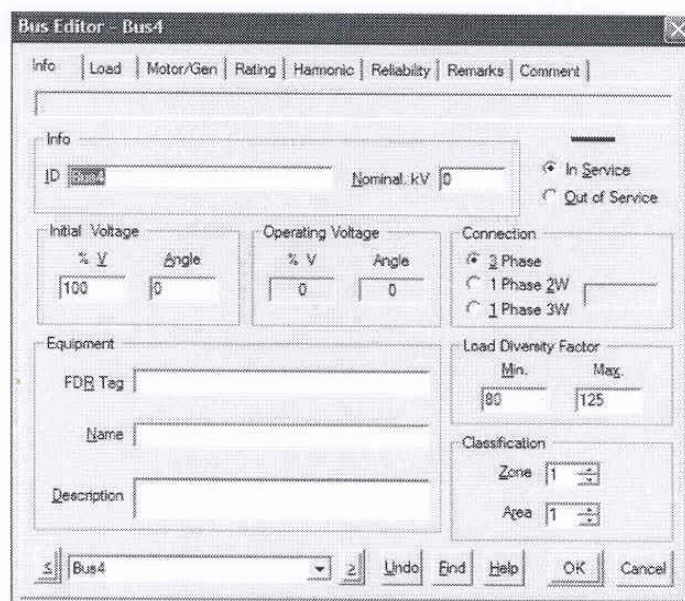 Bus Editor - Bus4
Info Load Motor/Gen Rating Harmonic Reliability Remarks Comment
Info
ID Bus4 Nominal. kV 0
In Service
Out of Service
Initial Voltage
% V Angle
100 0
Operating Voltage
% V Angle
0 0
Connection
3 Phase
1 Phase 2W
1 Phase 3W
Equipment
FDR Tag
Name
Description
Load Diversity Factor
Min. Max.
80 125
Classification
Zone 1
Area 1
≤ Bus4 ≥ Undo Find Help OK Cancel